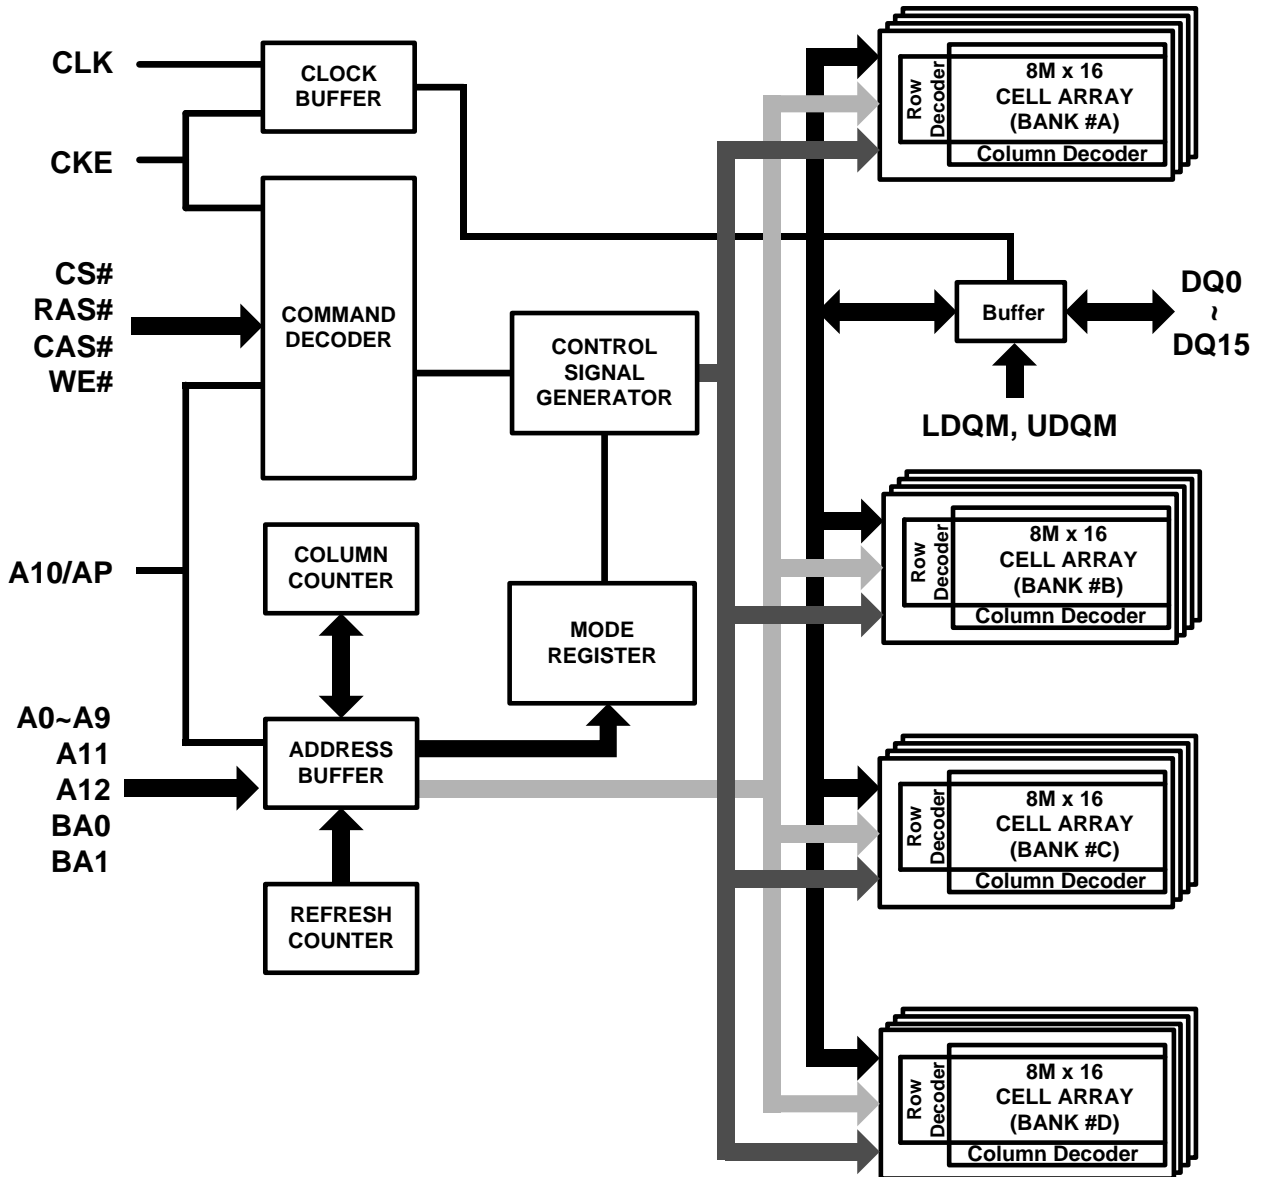 CLK
CKE
CS#
RAS#
CAS#
WE#
A10/AP
A0~A9
A11
A12
BA0
BA1
CLOCK
BUFFER
COMMAND
DECODER
COLUMN
COUNTER
ADDRESS
BUFFER
REFRESH
COUNTER
CONTROL
SIGNAL
GENERATOR
MODE
REGISTER
Row
Decoder
8M x 16
CELL ARRAY
(BANK #A)
Column Decoder
Buffer
DQ0
~
DQ15
LDQM, UDQM
Row
Decoder
8M x 16
CELL ARRAY
(BANK #B)
Column Decoder
Row
Decoder
8M x 16
CELL ARRAY
(BANK #C)
Column Decoder
Row
Decoder
8M x 16
CELL ARRAY
(BANK #D)
Column Decoder